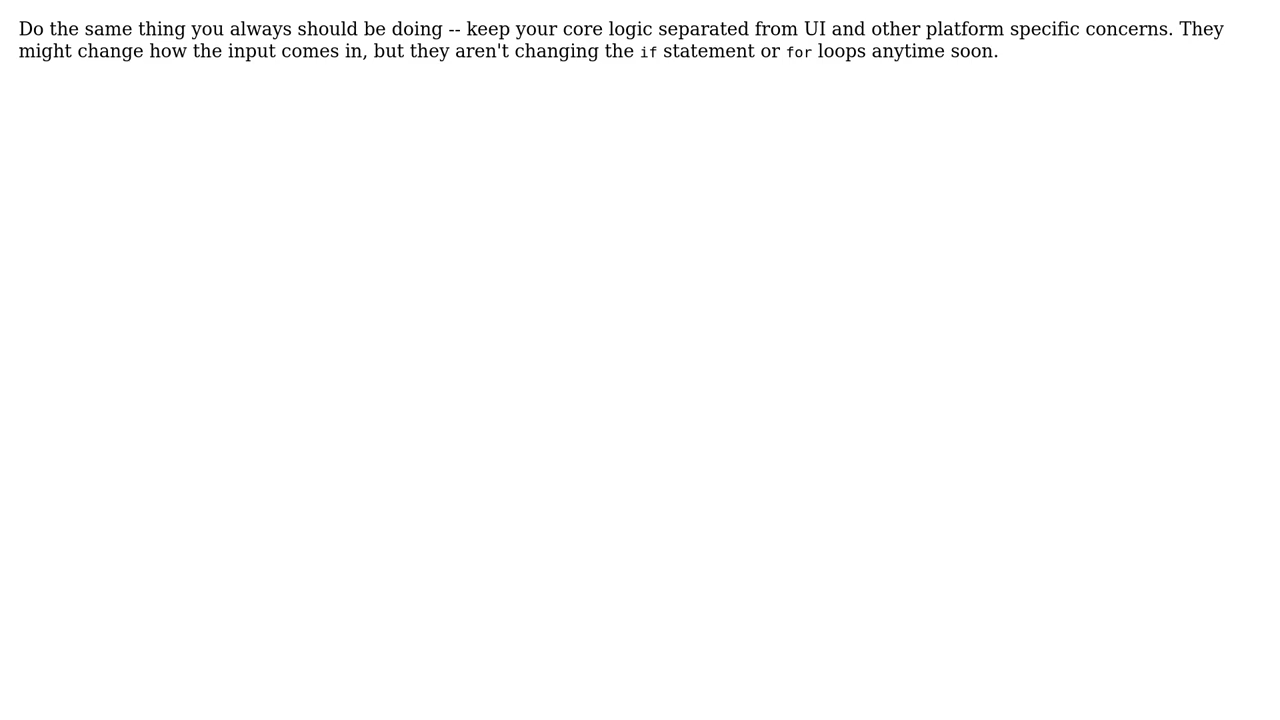 Do the same thing you always should be doing -- keep your core logic separated from UI and other platform specific concerns. They
might change how the input comes in, but they aren't changing the if statement or for loops anytime soon.